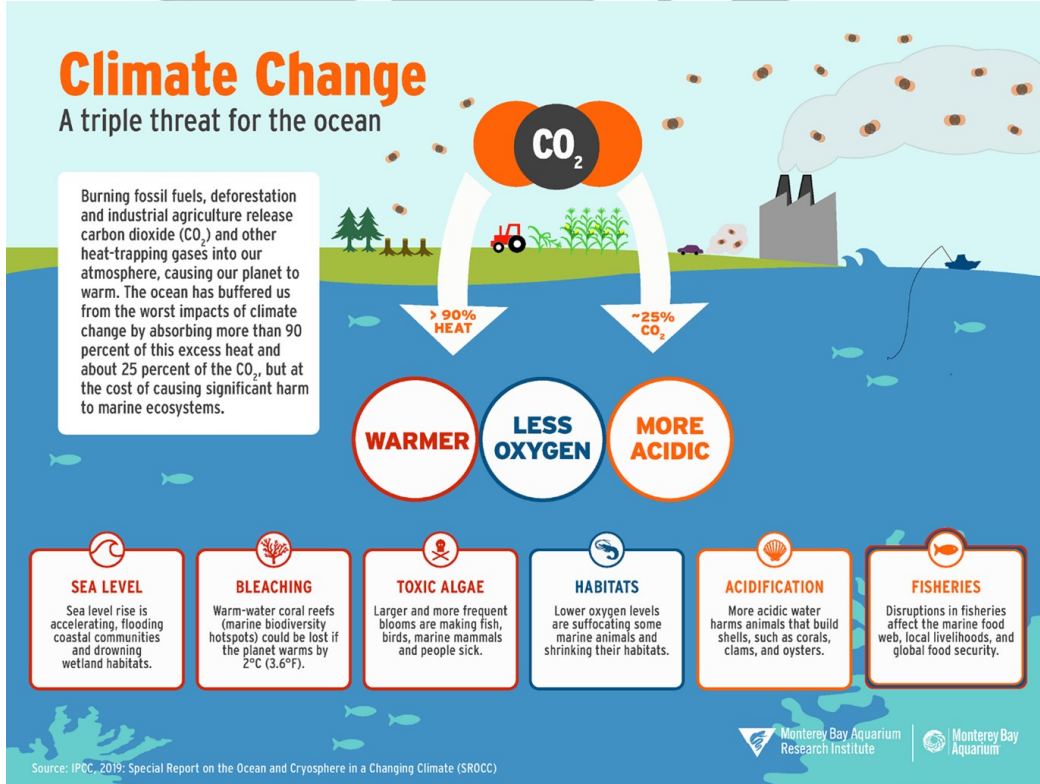 Climate Change
A triple threat for the ocean
CO₂
Burning fossil fuels, deforestation
and industrial agriculture release
carbon dioxide (CO₂) and other
heat-trapping gases into our
atmosphere, causing our planet to
warm. The ocean has buffered us
from the worst impacts of climate
change by absorbing more than 90
percent of this excess heat and
about 25 percent of the CO₂, but at
the cost of causing significant harm
to marine ecosystems.
> 90%
HEAT
~25%
CO₂
WARMER
LESS
OXYGEN
MORE
ACIDIC
SEA LEVEL
Sea level rise is
accelerating, flooding
coastal communities
and drowning
wetland habitats.
BLEACHING
Warm-water coral reefs
(marine biodiversity
hotspots) could be lost if
the planet warms by
2°C (3.6°F).
TOXIC ALGAE
Larger and more frequent
blooms are making fish,
birds, marine mammals
and people sick.
HABITATS
Lower oxygen levels
are suffocating some
marine animals and
shrinking their habitats.
ACIDIFICATION
More acidic water
harms animals that build
shells, such as corals,
clams, and oysters.
FISHERIES
Disruptions in fisheries
affect the marine food
web, local livelihoods, and
global food security.
Monterey Bay Aquarium
Research Institute
Monterey Bay
Aquarium
Source: IPCC, 2019: Special Report on the Ocean and Cryosphere in a Changing Climate (SROCC)